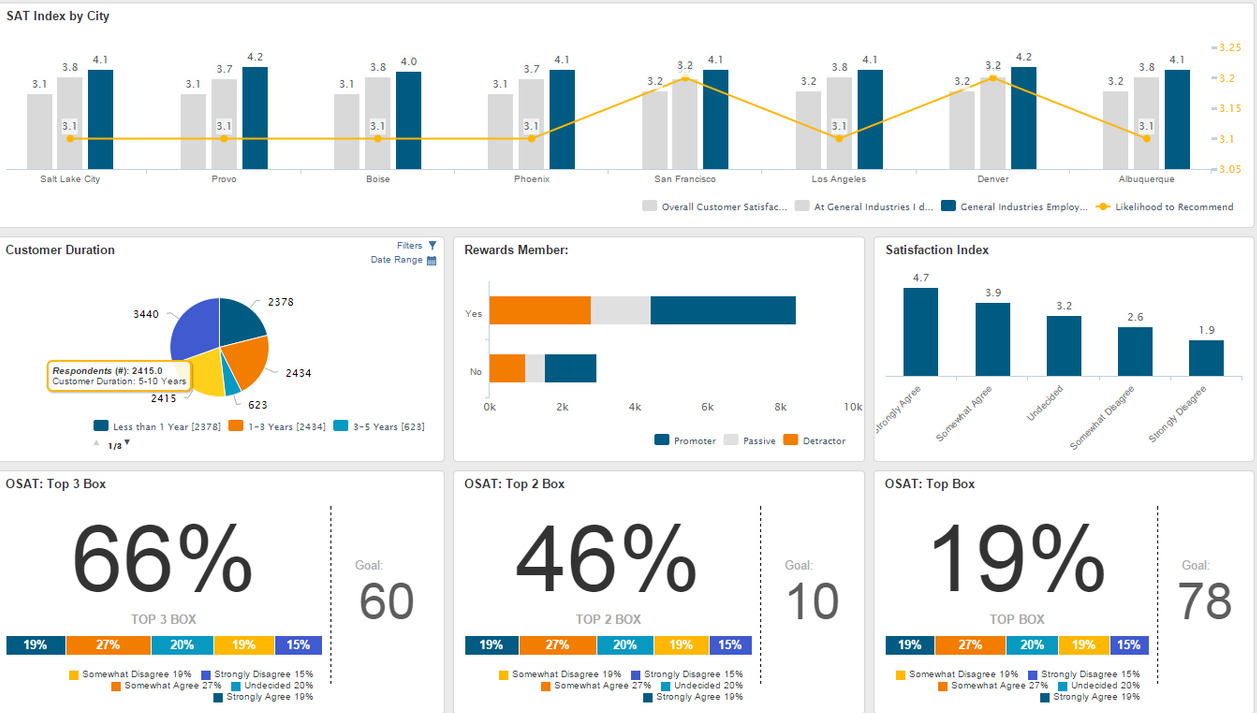 SAT Index by City
3.1 3.8 4.1 3.1
3.1 3.7 4.2 3.1
3.1 3.8 4.0 3.1
3.1 3.7 4.1 3.1
3.2 3.2 4.1
3.2 3.8 4.1 3.1
3.2 3.2 4.2
3.2 3.8 4.1 3.1
3.25
3.2
3.15
3.1
3.05
Salt Lake City Provo Boise Phoenix San Francisco Los Angeles Denver Albuquerque
Overall Customer Satisfac... At General Industries I d... General Industries Employ... Likelihood to Recommend
Customer Duration
Filters
Date Range
2378
3440
2434
Respondents (#): 2415.0
Customer Duration: 5-10 Years
2415
623
Less than 1 Year [2378] 1-3 Years [2434] 3-5 Years [623]
1/3
Rewards Member:
Yes
No
0k 2k 4k 6k 8k 10k
Promoter Passive Detractor
Satisfaction Index
4.7 3.9 3.2 2.6 1.9
Strongly Agree Somewhat Agree Undecided Somewhat Disagree Strongly Disagree
OSAT: Top 3 Box
66%
TOP 3 BOX
Goal:
60
19% 27% 20% 19% 15%
Somewhat Disagree 19% Strongly Disagree 15%
Somewhat Agree 27% Undecided 20%
Strongly Agree 19%
OSAT: Top 2 Box
46%
TOP 2 BOX
Goal:
10
19% 27% 20% 19% 15%
Somewhat Disagree 19% Strongly Disagree 15%
Somewhat Agree 27% Undecided 20%
Strongly Agree 19%
OSAT: Top Box
19%
TOP BOX
Goal:
78
19% 27% 20% 19% 15%
Somewhat Disagree 19% Strongly Disagree 15%
Somewhat Agree 27% Undecided 20%
Strongly Agree 19%